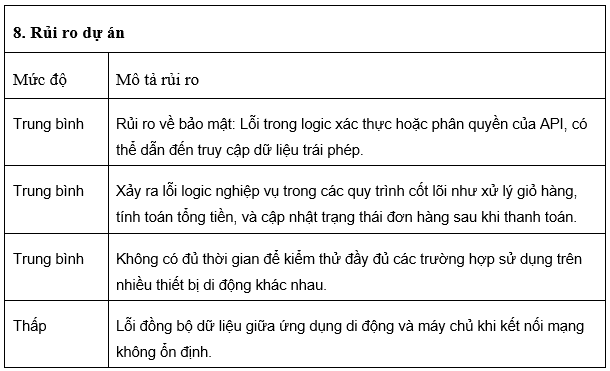 8. Rủi ro dự án
Mức độ
Mô tả rủi ro
Trung bình
Rủi ro về bảo mật: Lỗi trong logic xác thực hoặc phân quyền của API, có
thể dẫn đến truy cập dữ liệu trái phép.
Trung bình
Xảy ra lỗi logic nghiệp vụ trong các quy trình cốt lõi như xử lý giỏ hàng,
tính toán tổng tiền, và cập nhật trạng thái đơn hàng sau khi thanh toán.
Trung bình
Không có đủ thời gian để kiểm thử đầy đủ các trường hợp sử dụng trên
nhiều thiết bị di động khác nhau.
Thấp
Lỗi đồng bộ dữ liệu giữa ứng dụng di động và máy chủ khi kết nối mạng
không ổn định.